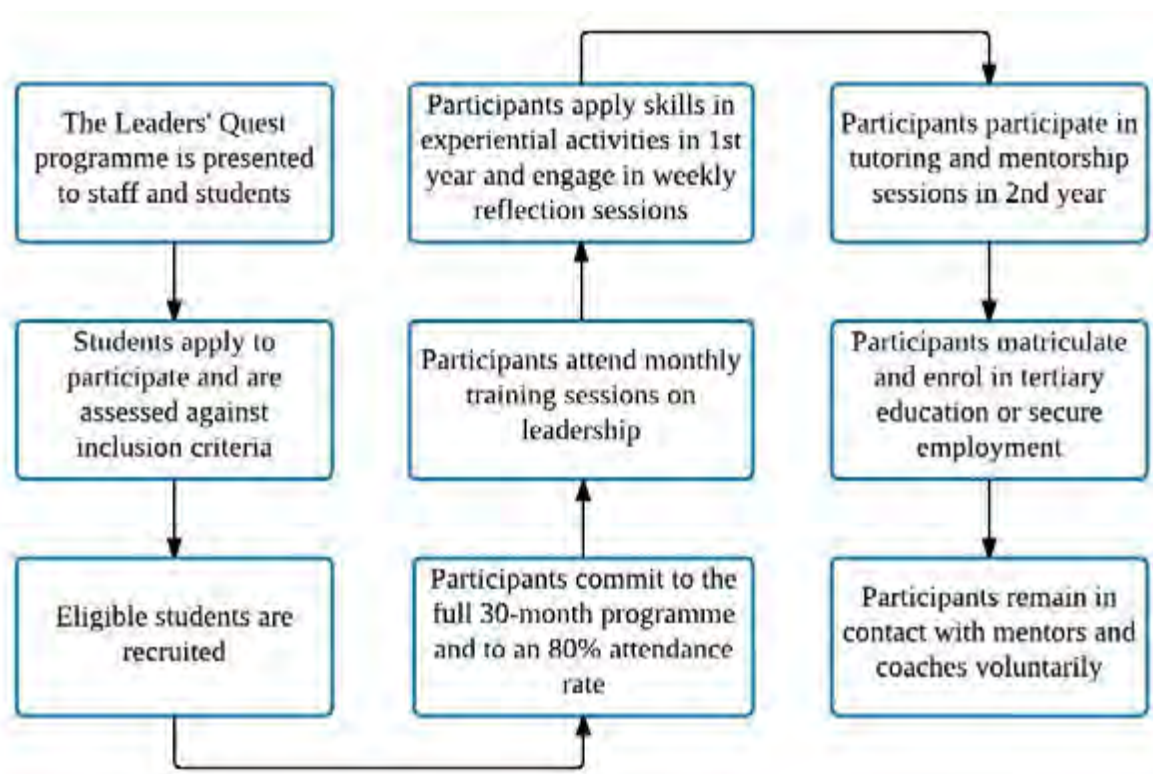 The Leaders' Quest
programme is presented
to staff and students
Students apply to
participate and are
assessed against
inclusion criteria
Eligible students are
recruited
Participants commit to the
full 30-month programme
and to an 80% attendance
rate
Participants attend monthly
training sessions on
leadership
Participants apply skills in
experiential activities in 1st
year and engage in weekly
reflection sessions
Participants participate in
tutoring and mentorship
sessions in 2nd year
Participants matriculate
and enrol in tertiary
education or secure
employment
Participants remain in
contact with mentors and
coaches voluntarily